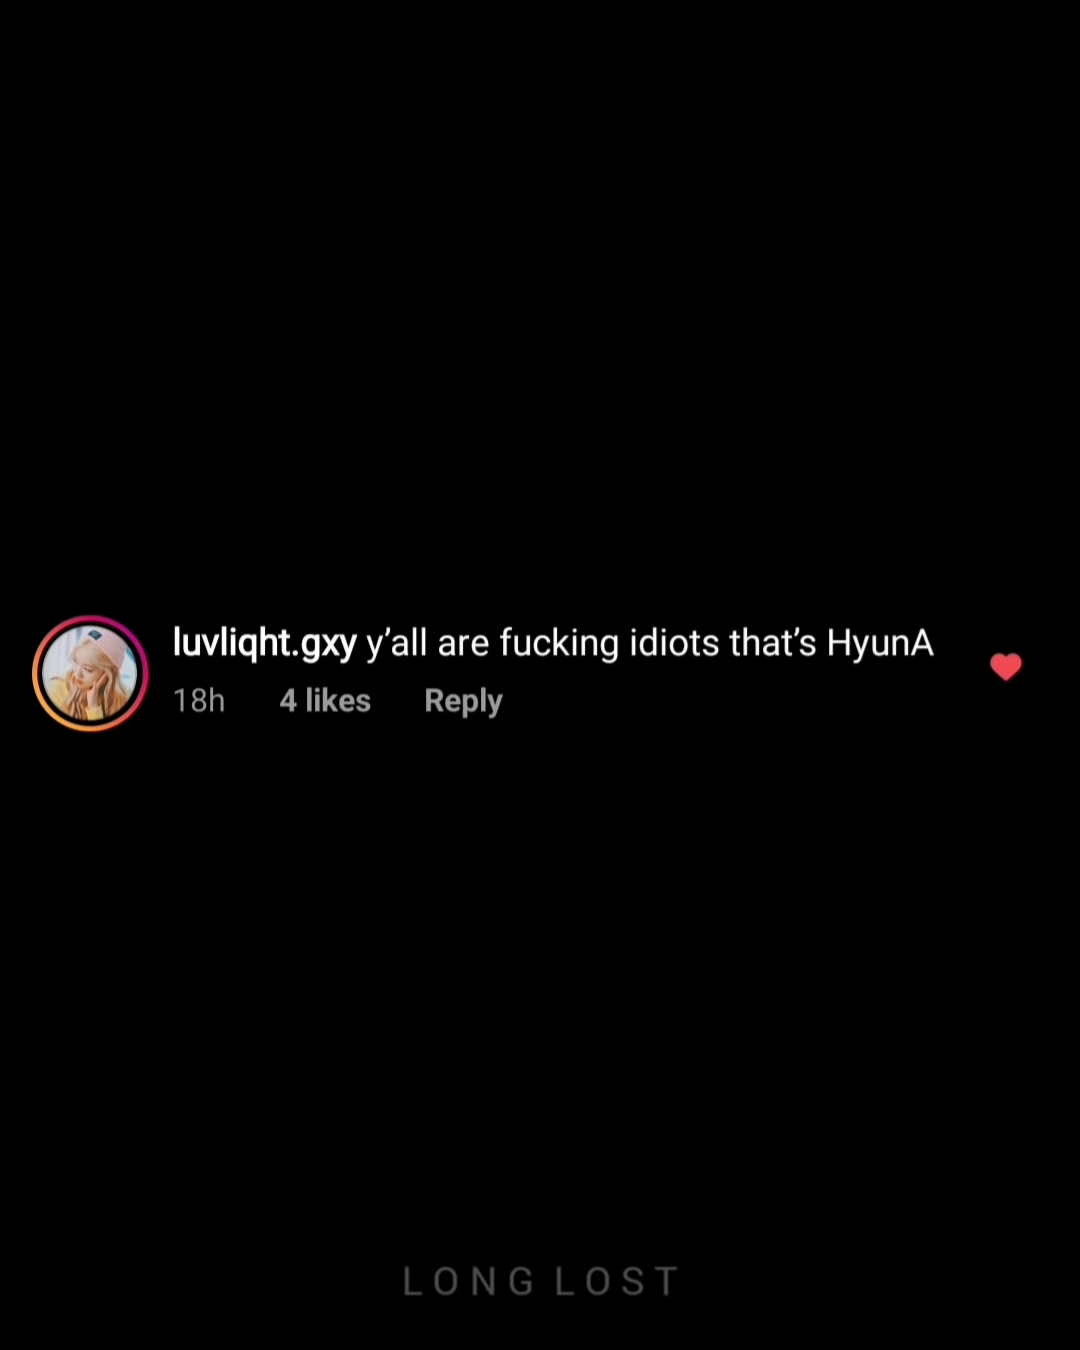 luvliqht.gxy y’all are fucking idiots that’s HyunA
18h 4 likes Reply
LONG LOST